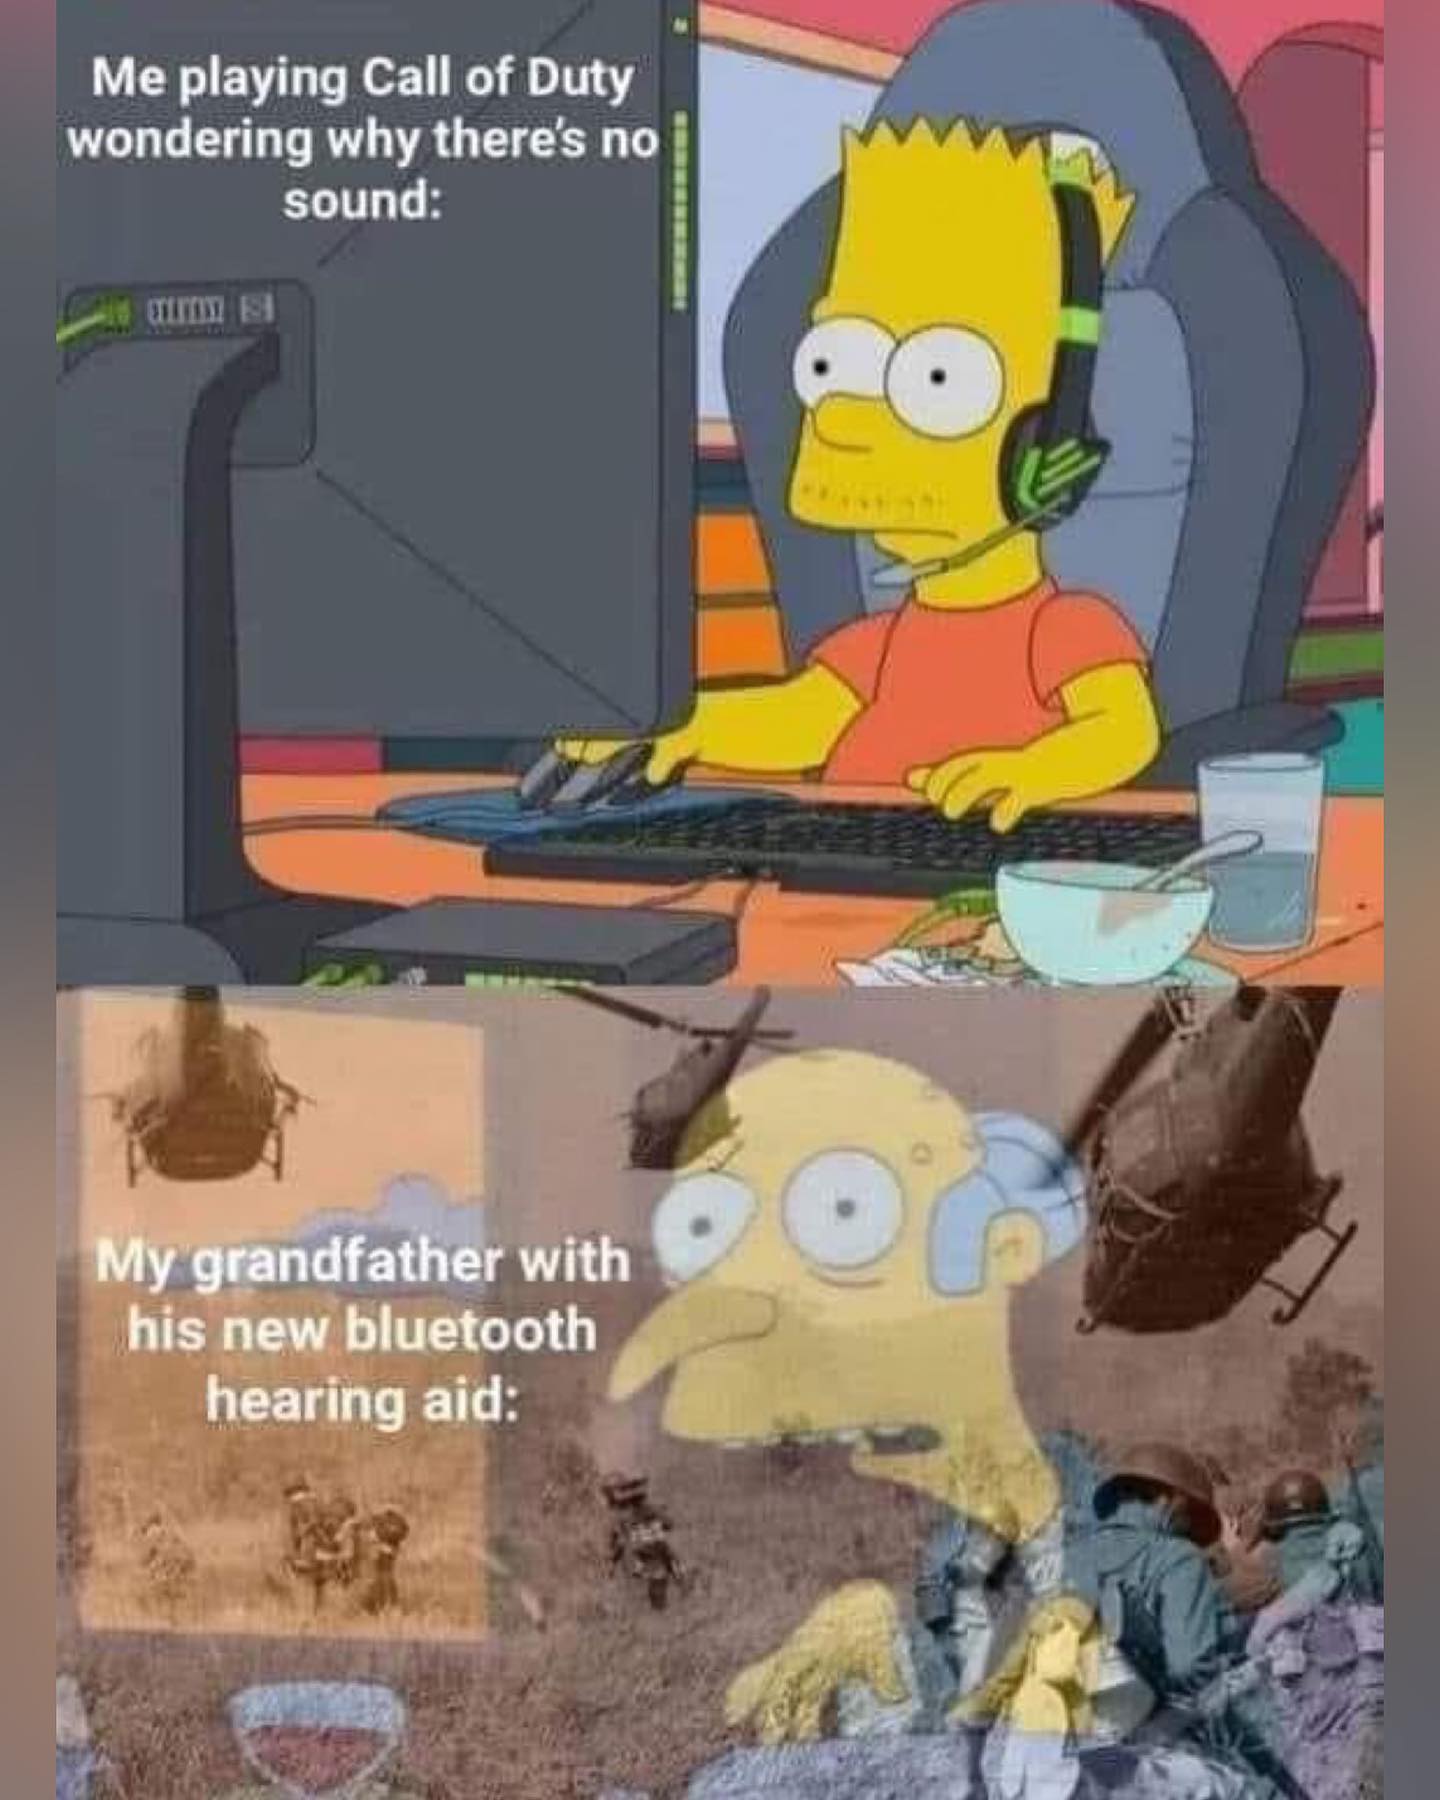 Me playing Call of Duty
wondering why there's no
sound:
My grandfather with
his new bluetooth
hearing aid: